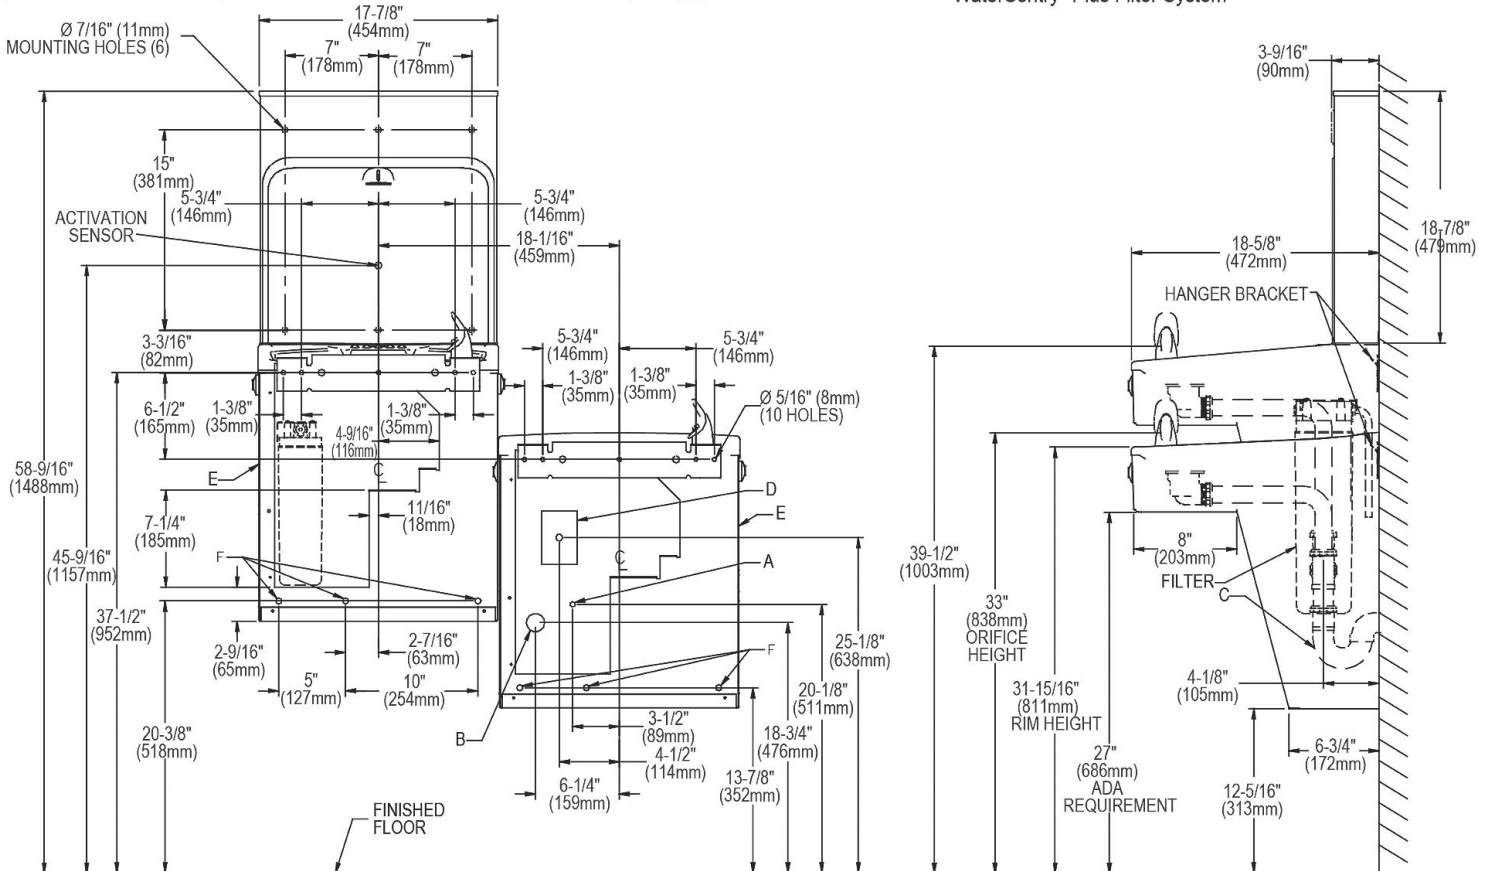 WaterSentry® Plus Filter System
17-7/8"
(454mm)
Ø 7/16" (11mm)
MOUNTING HOLES (6)
7"
(178mm)
7"
(178mm)
3-9/16"
(90mm)
15"
(381mm)
5-3/4"
(146mm)
5-3/4"
(146mm)
ACTIVATION
SENSOR
18-1/16"
(459mm)
18-7/8"
(479mm)
18-5/8"
(472mm)
HANGER BRACKET
3-3/16"
(82mm)
5-3/4"
(146mm)
5-3/4"
(146mm)
1-3/8"
(35mm)
1-3/8"
(35mm)
6-1/2"
(165mm)
1-3/8"
(35mm)
1-3/8"
(35mm)
Ø 5/16" (8mm)
(10 HOLES)
4-9/16"
(116mm)
C
L
58-9/16"
(1488mm)
E
D
11/16"
(18mm)
E
7-1/4"
(185mm)
F
45-9/16"
(1157mm)
C
L
A
39-1/2"
(1003mm)
8"
(203mm)
FILTER
C
37-1/2"
(952mm)
33"
(838mm)
ORIFICE
HEIGHT
2-9/16"
(65mm)
2-7/16"
(63mm)
25-1/8"
(638mm)
F
5"
(127mm)
10"
(254mm)
20-1/8"
(511mm)
4-1/8"
(105mm)
31-15/16"
(811mm)
RIM HEIGHT
20-3/8"
(518mm)
B
3-1/2"
(89mm)
18-3/4"
(476mm)
4-1/2"
(114mm)
27"
(686mm)
ADA
REQUIREMENT
6-3/4"
(172mm)
6-1/4"
(159mm)
13-7/8"
(352mm)
12-5/16"
(313mm)
FINISHED
FLOOR